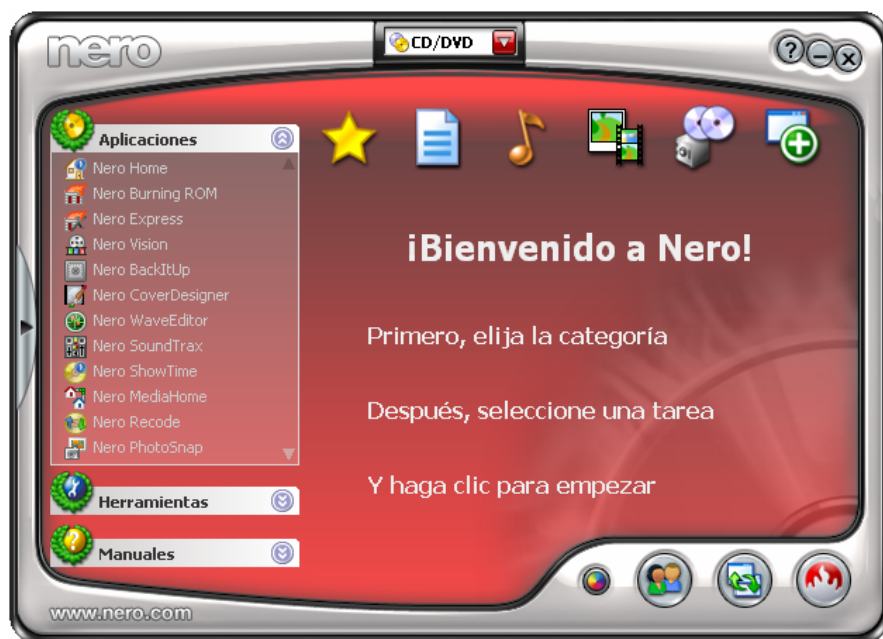 nero
CD/DVD
?
Aplicaciones
Nero Home
Nero Burning ROM
Nero Express
Nero Vision
Nero BackItUp
Nero CoverDesigner
Nero WaveEditor
Nero SoundTrax
Nero ShowTime
Nero MediaHome
Nero Recode
Nero PhotoSnap
Herramientas
Manuales
¡Bienvenido a Nero!
Primero, elija la categoría
Después, seleccione una tarea
Y haga clic para empezar
www.nero.com